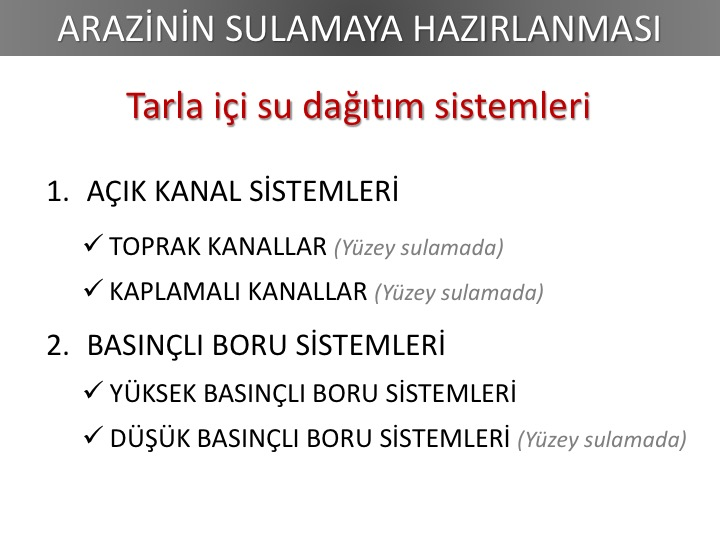 ARAZİNİN SULAMAYA HAZIRLANMASI
Tarla içi su dağıtım sistemleri
1. AÇIK KANAL SİSTEMLERİ
✓ TOPRAK KANALLAR (Yüzey sulamada)
✓ KAPLAMALI KANALLAR (Yüzey sulamada)
2. BASINÇLI BORU SİSTEMLERİ
✓ YÜKSEK BASINÇLI BORU SİSTEMLERİ
✓ DÜŞÜK BASINÇLI BORU SİSTEMLERİ (Yüzey sulamada)